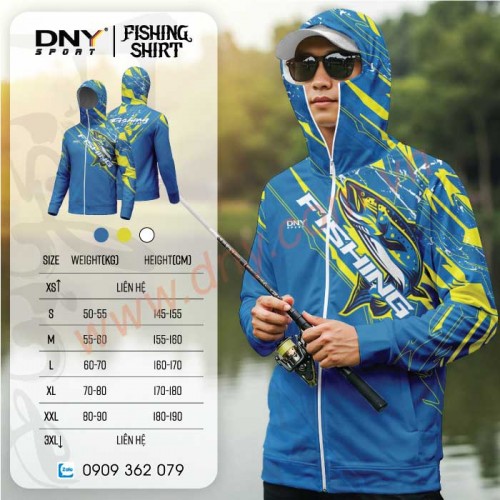 DNY
SPORT
FISHING
SHIRT
Fishing
SIZE WEIGHT(KG) HEIGHT(CM)
XS↑ LIÊN HỆ
S 50-55 145-155
M 55-60 155-160
L 60-70 160-170
XL 70-80 170-180
XXL 80-90 180-190
3XL↓ LIÊN HỆ
Zalo 0909 362 079
DNY
FISHING
www.dny.c